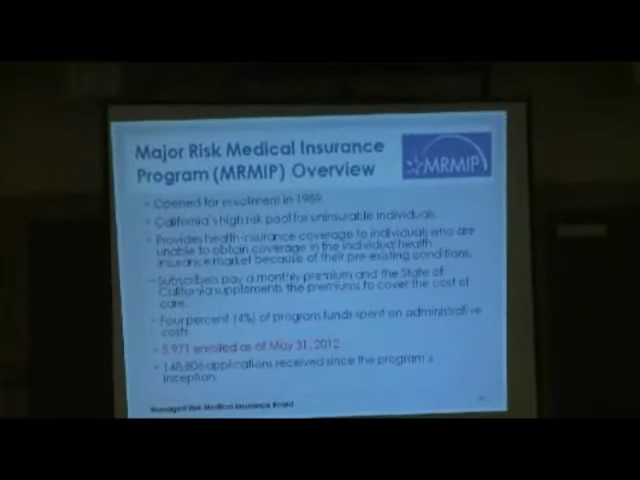 Major Risk Medical Insurance
Program (MRMIP) Overview
MRMIP
Opened for enrollment in 1989.
California's high risk pool for uninsurable individuals.
Provides health insurance coverage to individuals who are
unable to obtain coverage in the individual health
insurance market because of their pre-existing conditions.
Subscribers pay a monthly premium and the State of
California supplements the premiums to cover the cost of
care.
Four percent (4%) of program funds spent on administrative
costs
5,971 enrolled as of May 31, 2012
148,806 applications received since the program's
inception.
Managed Risk Medical Insurance Board